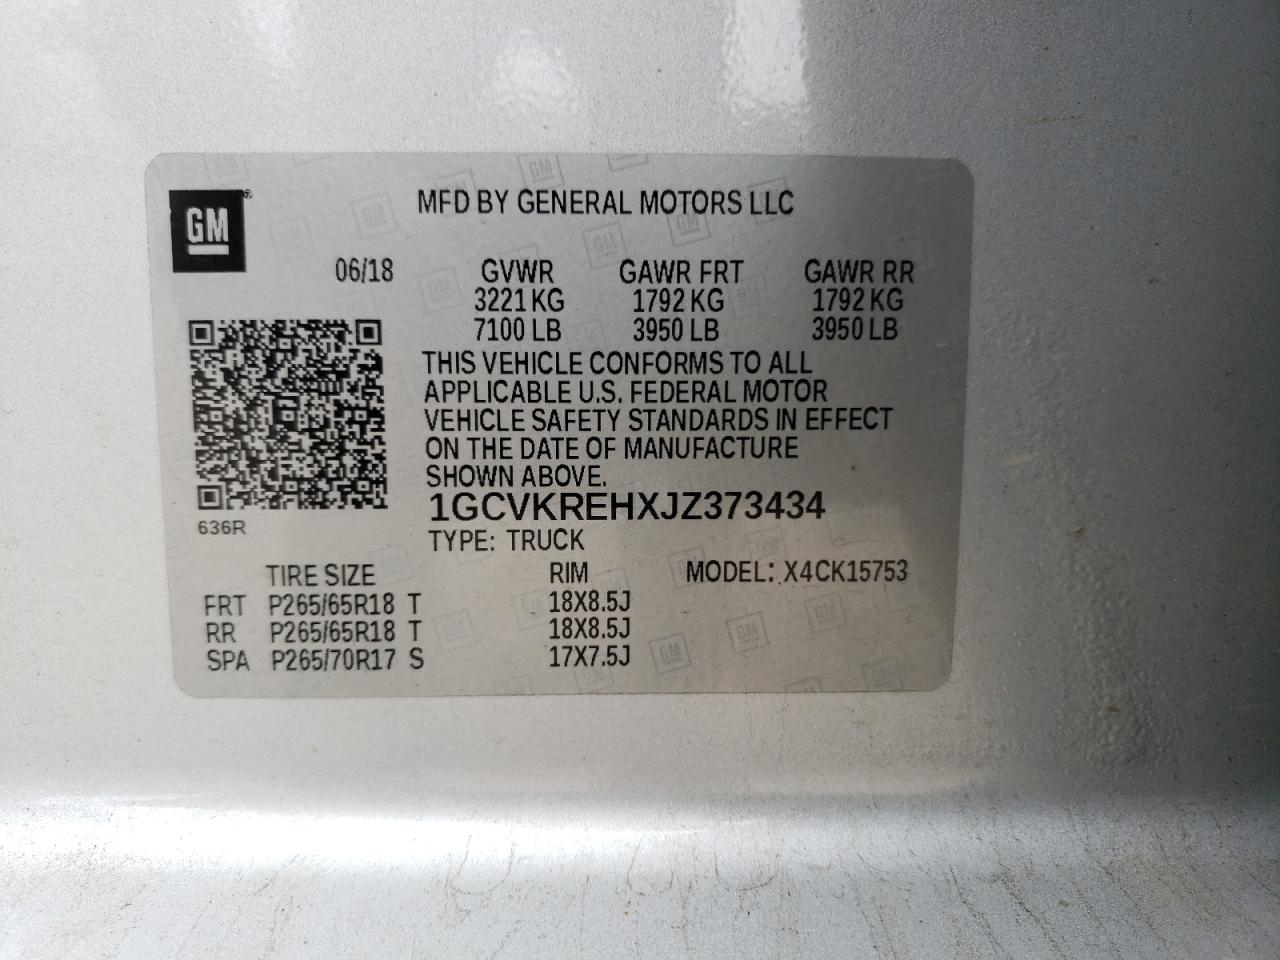 GM
MFD BY GENERAL MOTORS LLC
06/18 GVWR GAWR FRT GAWR RR
3221 KG 1792 KG 1792 KG
7100 LB 3950 LB 3950 LB
THIS VEHICLE CONFORMS TO ALL
APPLICABLE U.S. FEDERAL MOTOR
VEHICLE SAFETY STANDARDS IN EFFECT
ON THE DATE OF MANUFACTURE
SHOWN ABOVE.
1GCVKREHXJZ373434
636R
TYPE: TRUCK
TIRE SIZE RIM MODEL: X4CK15753
FRT P265/65R18 T 18X8.5J
RR P265/65R18 T 18X8.5J
SPA P265/70R17 S 17X7.5J